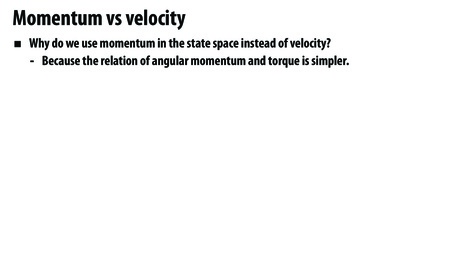 Momentum vs velocity
■ Why do we use momentum in the state space instead of velocity?
- Because the relation of angular momentum and torque is simpler.